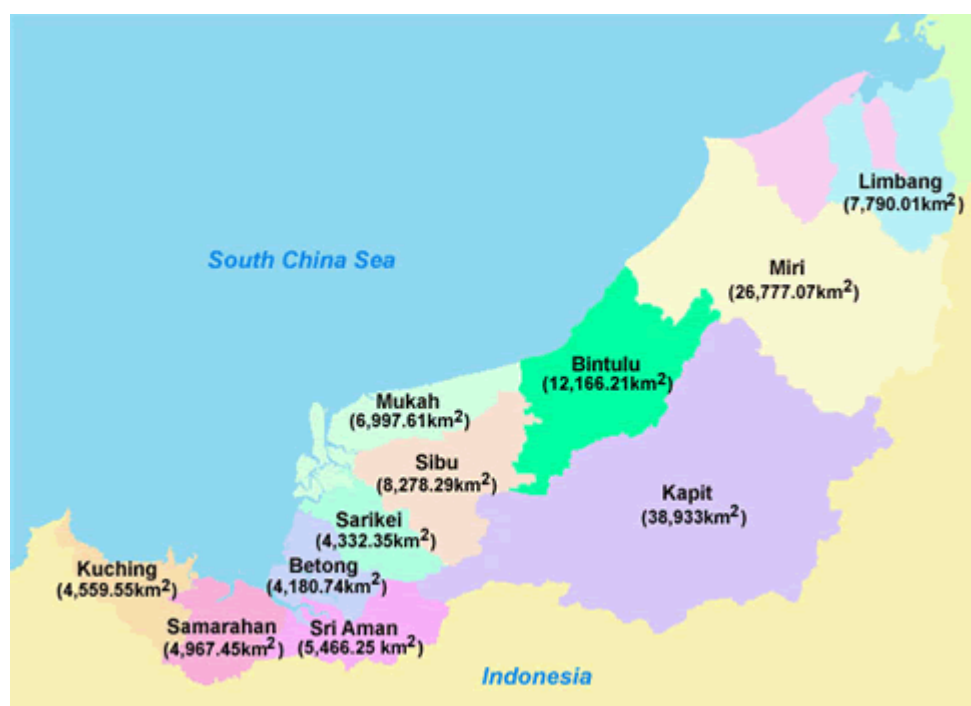 Limbang
(7,790.01km²)
South China Sea
Miri
(26,777.07km²)
Bintulu
(12,166.21km²)
Mukah
(6,997.61km²)
Sibu
(8,278.29km²)
Kapit
(38,933km²)
Sarikei
(4,332.35km²)
Kuching
(4,559.55km²)
Betong
(4,180.74km²)
Samarahan
(4,967.45km²)
Sri Aman
(5,466.25 km²)
Indonesia